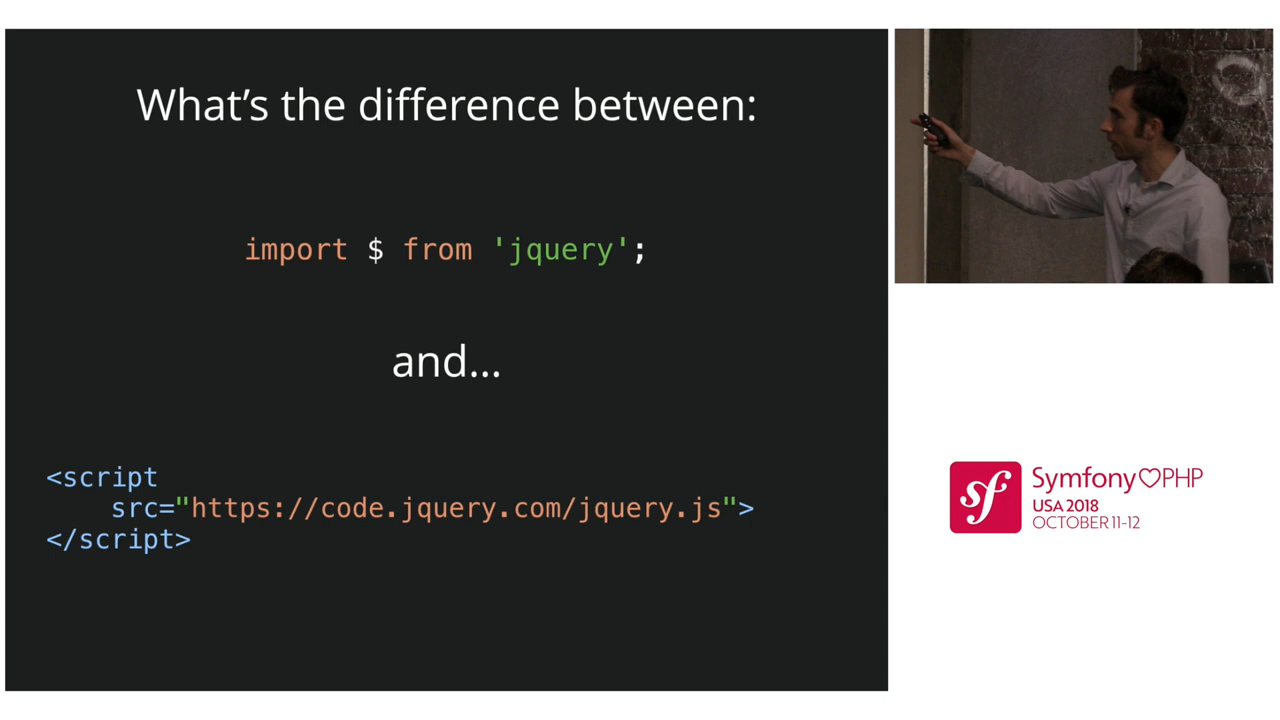 What’s the difference between:
import $ from 'jquery';
and...
<script
src="https://code.jquery.com/jquery.js">
</script>
sf
Symfony♡PHP
USA 2018
OCTOBER 11-12